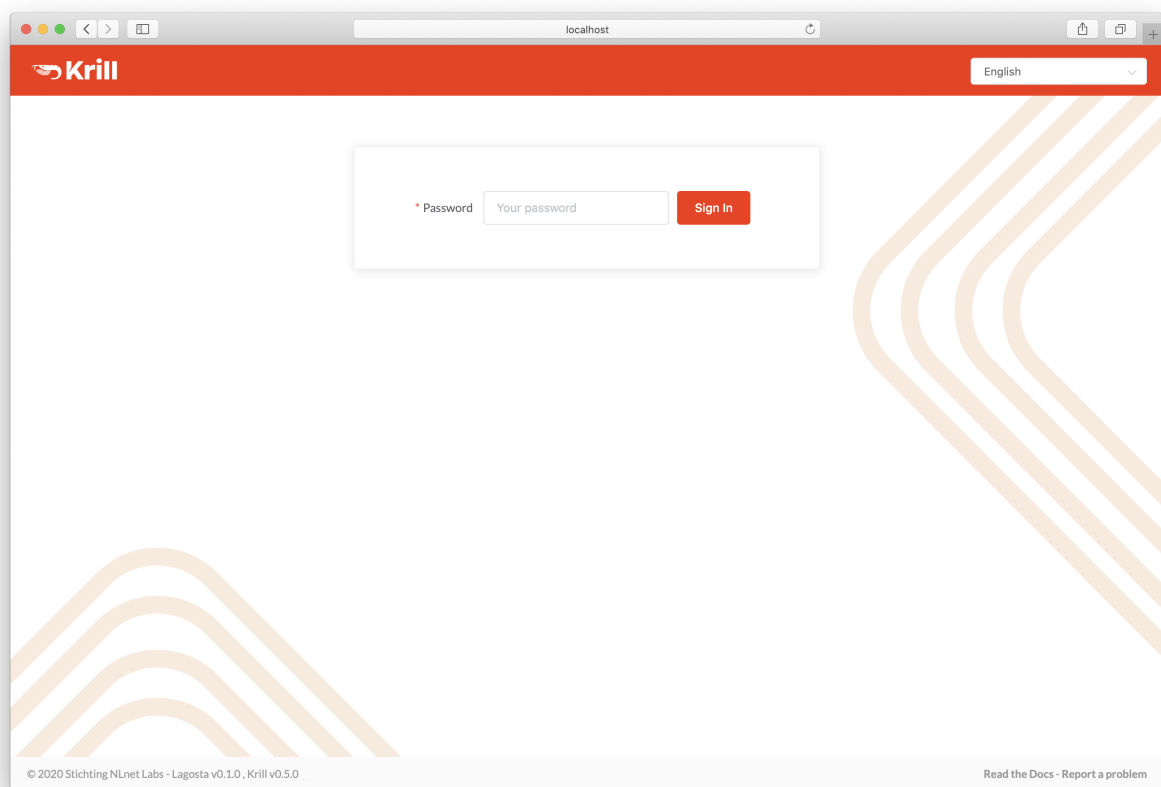 localhost
Krill
English
* Password
Your password
Sign In
© 2020 Stichting NLnet Labs - Lagosta v0.1.0 , Krill v0.5.0
Read the Docs - Report a problem